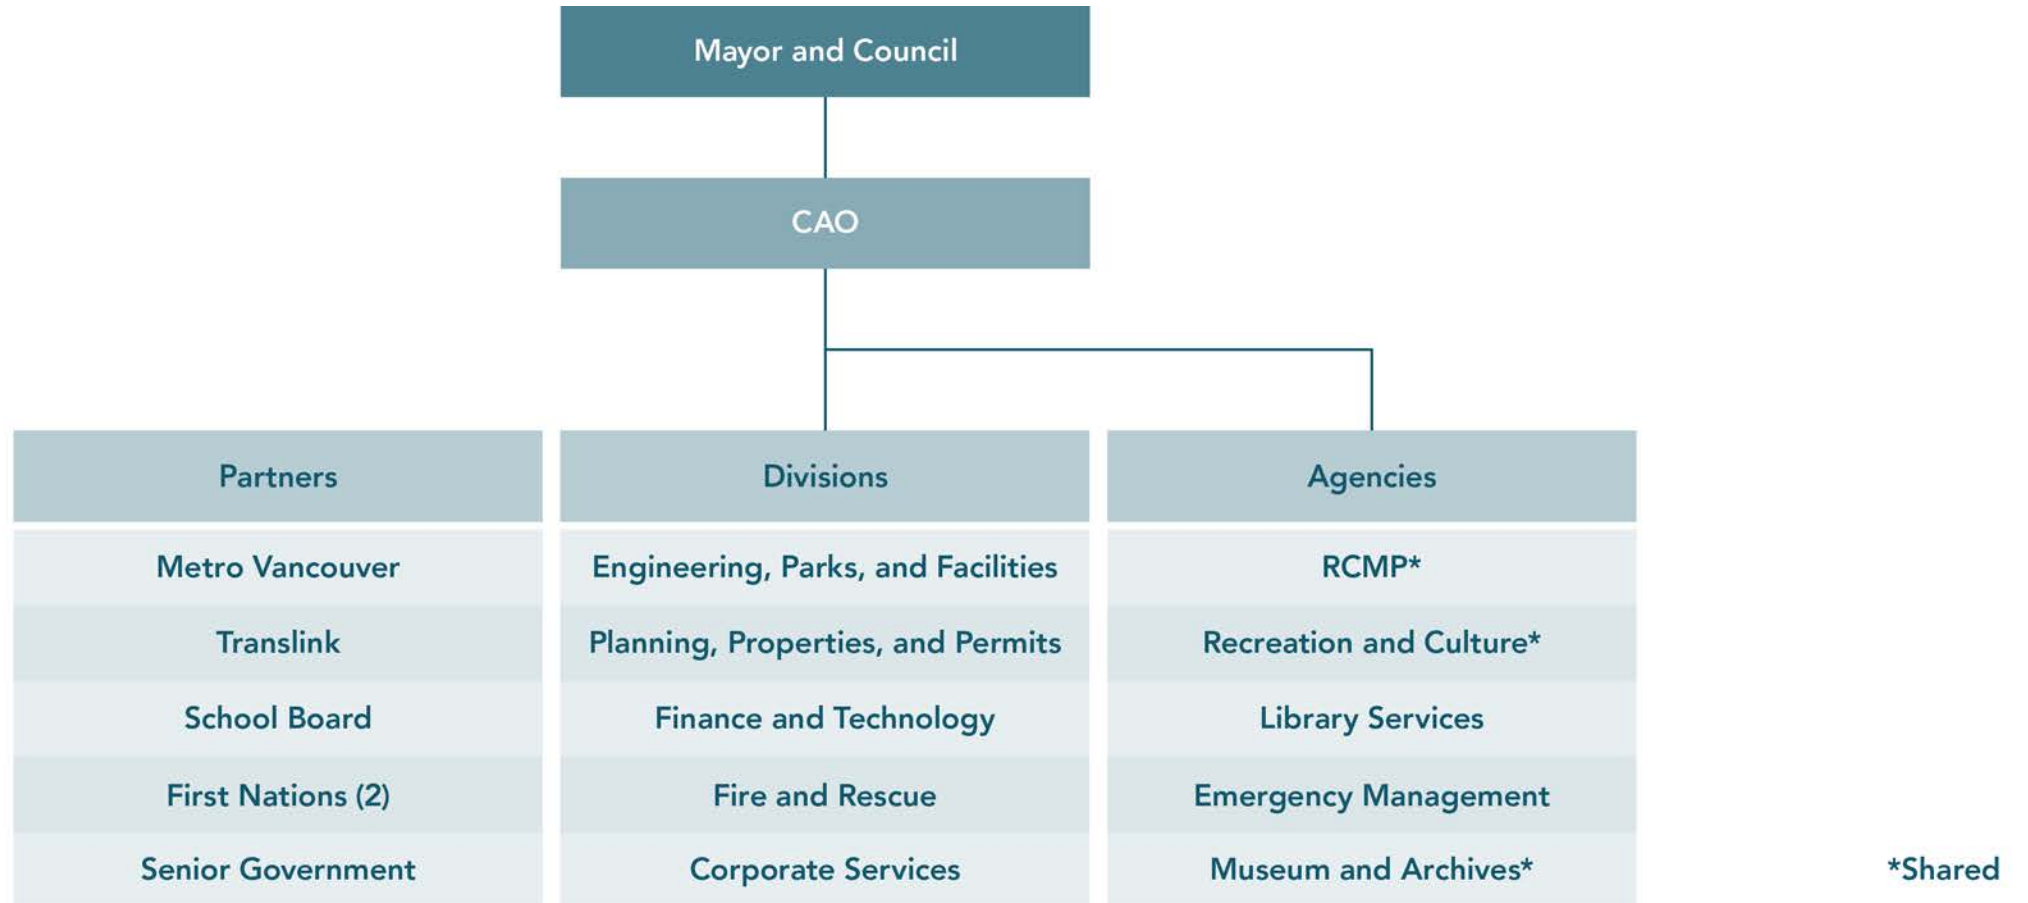 Mayor and Council
CAO
Partners
Metro Vancouver
Translink
School Board
First Nations (2)
Senior Government
Divisions
Engineering, Parks, and Facilities
Planning, Properties, and Permits
Finance and Technology
Fire and Rescue
Corporate Services
Agencies
RCMP*
Recreation and Culture*
Library Services
Emergency Management
Museum and Archives*
*Shared